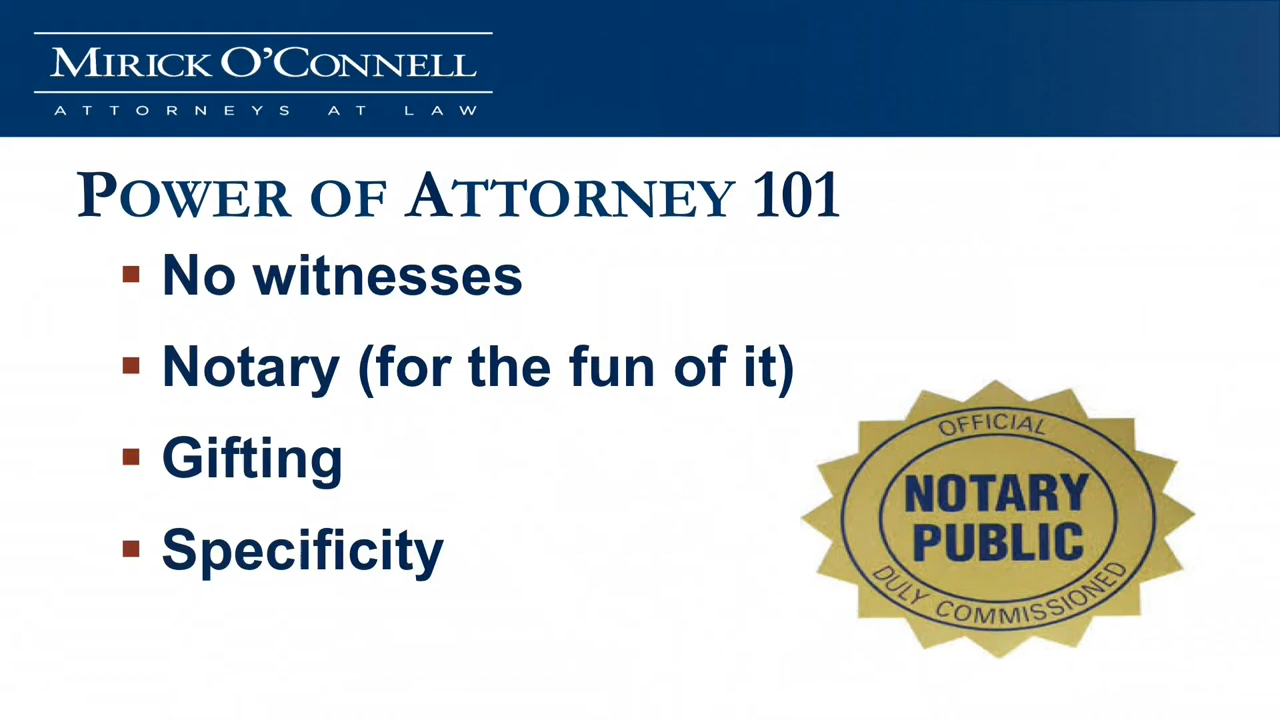 MIRICK O'CONNELL
ATTORNEYS AT LAW
POWER OF ATTORNEY 101
▪ No witnesses
▪ Notary (for the fun of it)
▪ Gifting
▪ Specificity
OFFICIAL
NOTARY
PUBLIC
DULY COMMISSIONED